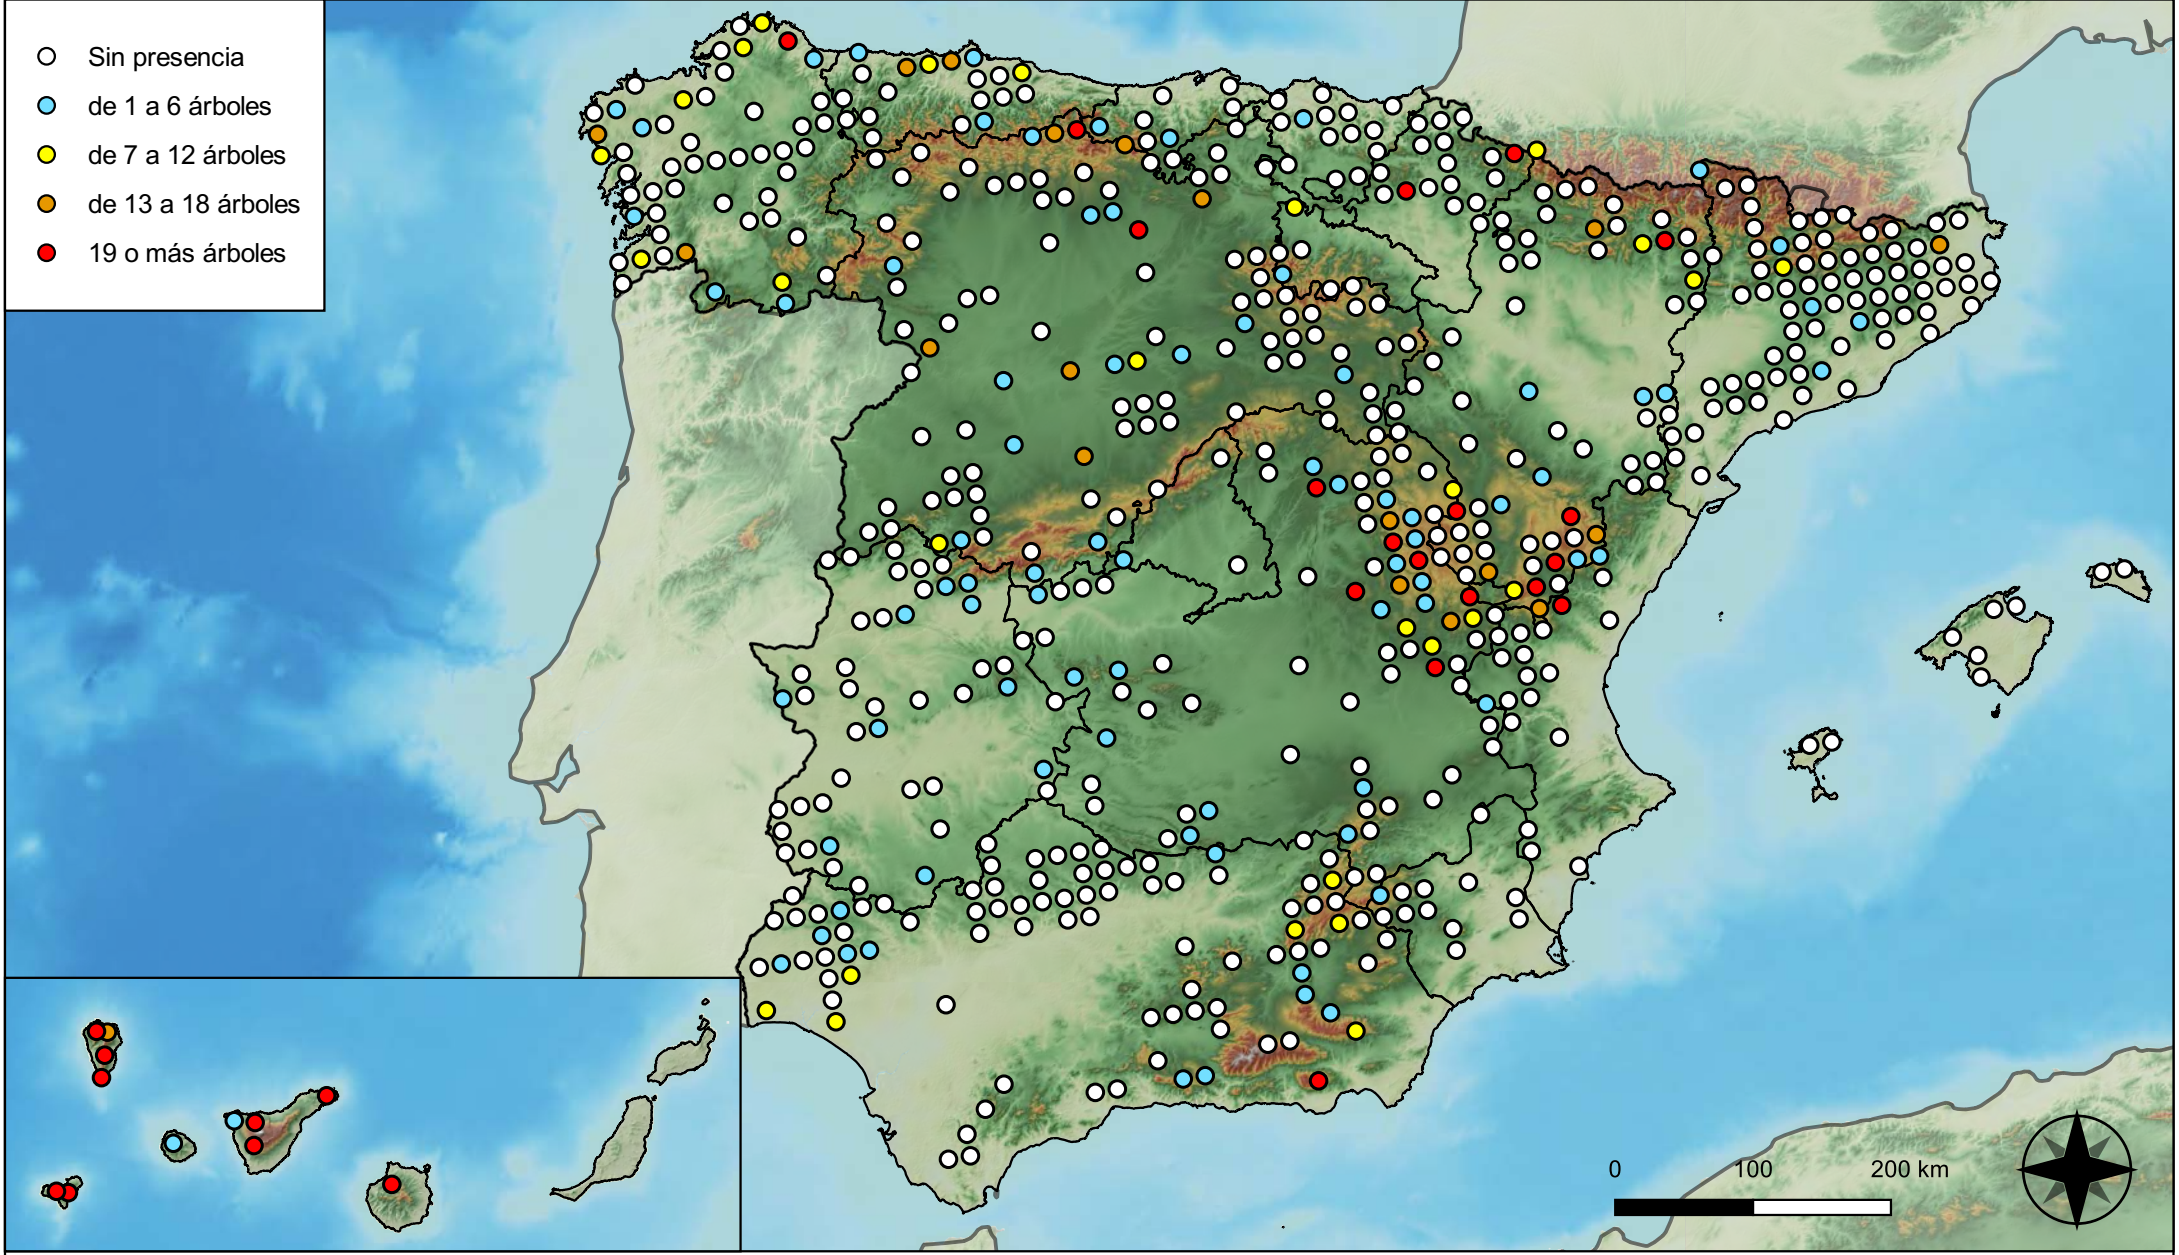 Sin presencia
de 1 a 6 árboles
de 7 a 12 árboles
de 13 a 18 árboles
19 o más árboles
0 100 200 km